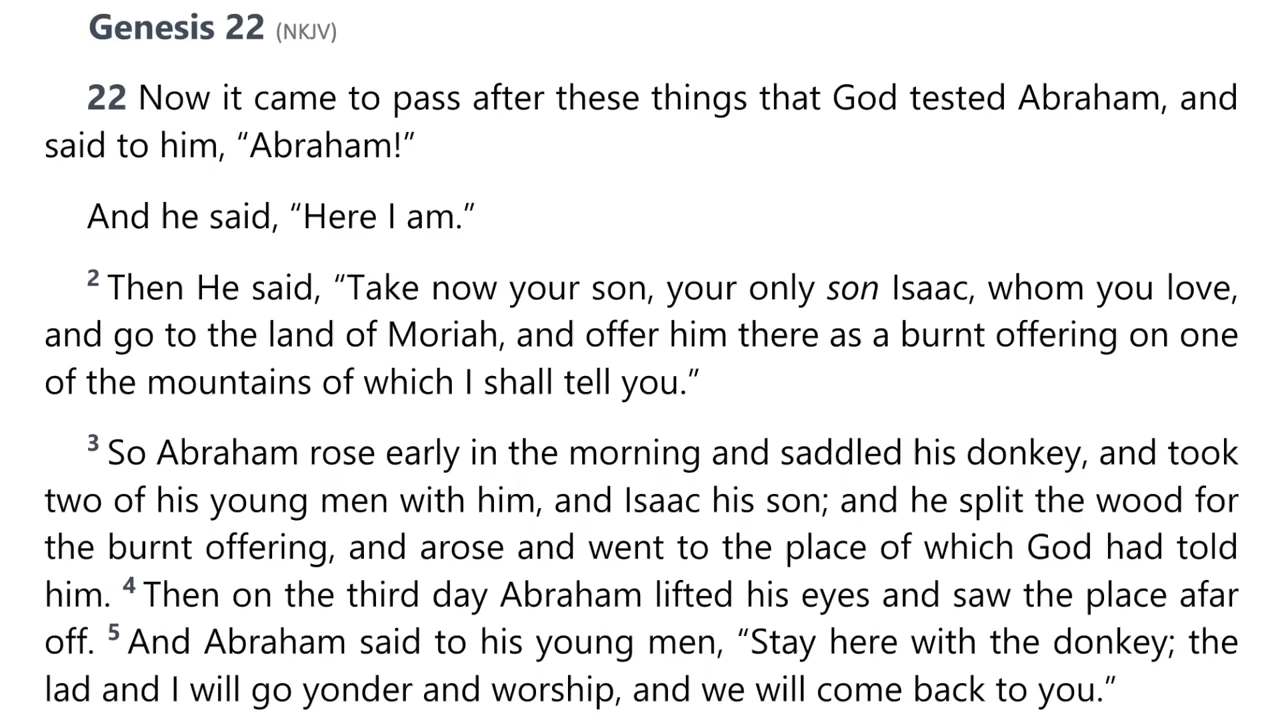 Genesis 22 (NKJV)
22 Now it came to pass after these things that God tested Abraham, and
said to him, “Abraham!”
And he said, “Here I am.”
2 Then He said, “Take now your son, your only son Isaac, whom you love,
and go to the land of Moriah, and offer him there as a burnt offering on one
of the mountains of which I shall tell you.”
3 So Abraham rose early in the morning and saddled his donkey, and took
two of his young men with him, and Isaac his son; and he split the wood for
the burnt offering, and arose and went to the place of which God had told
him. 4 Then on the third day Abraham lifted his eyes and saw the place afar
off. 5 And Abraham said to his young men, “Stay here with the donkey; the
lad and I will go yonder and worship, and we will come back to you.”